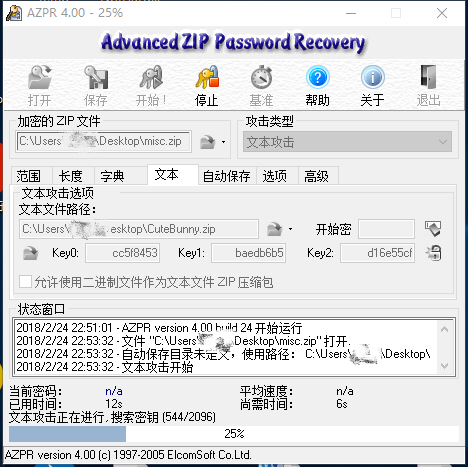 AZPR 4.00 - 25%
Advanced ZIP Password Recovery
打开 保存 开始！ 停止 基准 帮助 关于 退出
加密的 ZIP 文件 攻击类型
C:\Users\ \Desktop\misc.zip 文本攻击
范围 长度 字典 文本 自动保存 选项 高级
文本攻击选项
文本文件路径：
C:\Users\ esktop\CuteBunny.zip 开始密
Key0: cc5f8453 Key1: baedb6b5 Key2: d16e55cf
允许使用二进制文件作为文本文件 ZIP 压缩包
状态窗口
2018/2/24 22:51:01 - AZPR version 4.00 build 24 开始运行
2018/2/24 22:53:32 - 文件 "C:\Users\ \Desktop\misc.zip" 打开.
2018/2/24 22:53:32 - 自动保存目录未定义，使用路径： C:\Users\ \Desktop\
2018/2/24 22:53:32 - 文本攻击开始
当前密码： n/a 平均速度： n/a
已用时间： 12s 尚需时间： 6s
文本攻击正在进行, 搜索密钥 (544/2096)
25%
AZPR version 4.00 (c) 1997-2005 ElcomSoft Co.Ltd.